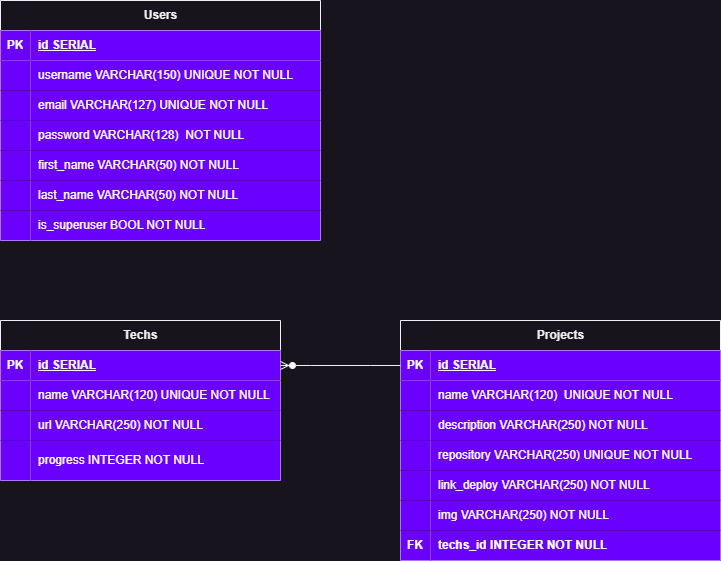 Users
PK id SERIAL
username VARCHAR(150) UNIQUE NOT NULL
email VARCHAR(127) UNIQUE NOT NULL
password VARCHAR(128)  NOT NULL
first_name VARCHAR(50) NOT NULL
last_name VARCHAR(50) NOT NULL
is_superuser BOOL NOT NULL
Techs
PK id SERIAL
name VARCHAR(120) UNIQUE NOT NULL
url VARCHAR(250) NOT NULL
progress INTEGER NOT NULL
Projects
PK id SERIAL
name VARCHAR(120)  UNIQUE NOT NULL
description VARCHAR(250) NOT NULL
repository VARCHAR(250) UNIQUE NOT NULL
link_deploy VARCHAR(250) NOT NULL
img VARCHAR(250) NOT NULL
FK techs_id INTEGER NOT NULL